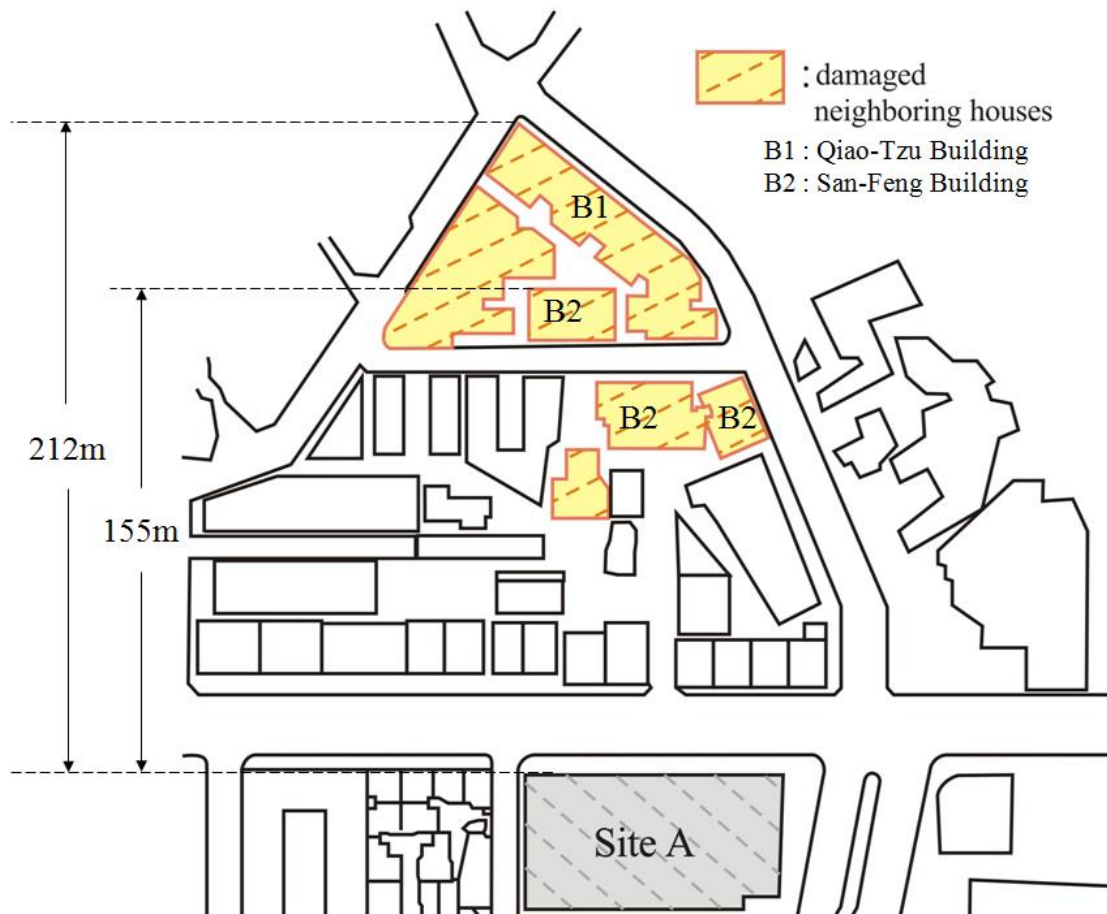 : damaged
neighboring houses
B1 : Qiao-Tzu Building
B2 : San-Feng Building
B1
B2
B2
B2
212m
155m
Site A